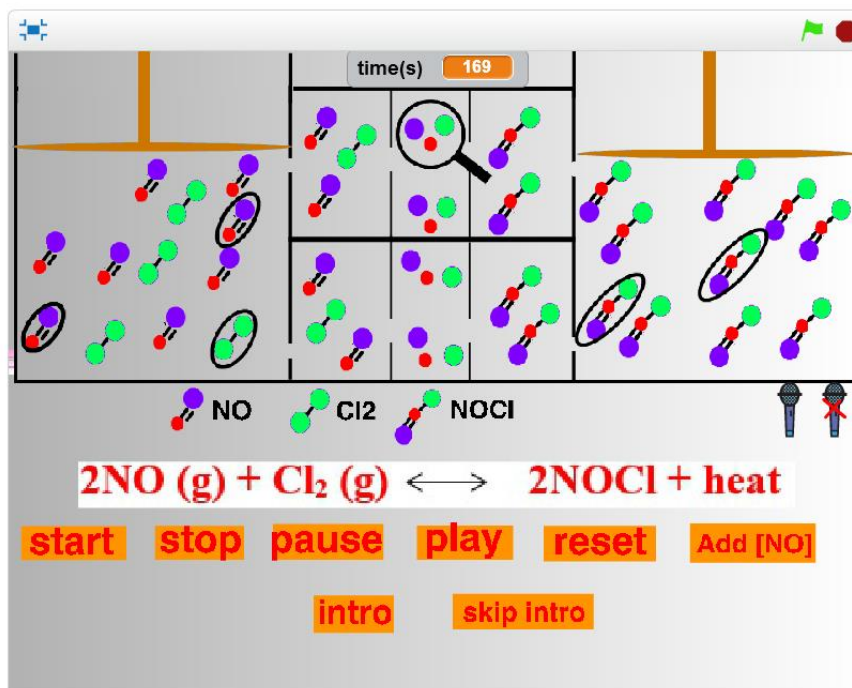 time(s) 169
NO Cl2 NOCl
2NO (g) + Cl₂ (g) <---> 2NOCl + heat
start stop pause play reset Add [NO]
intro skip intro